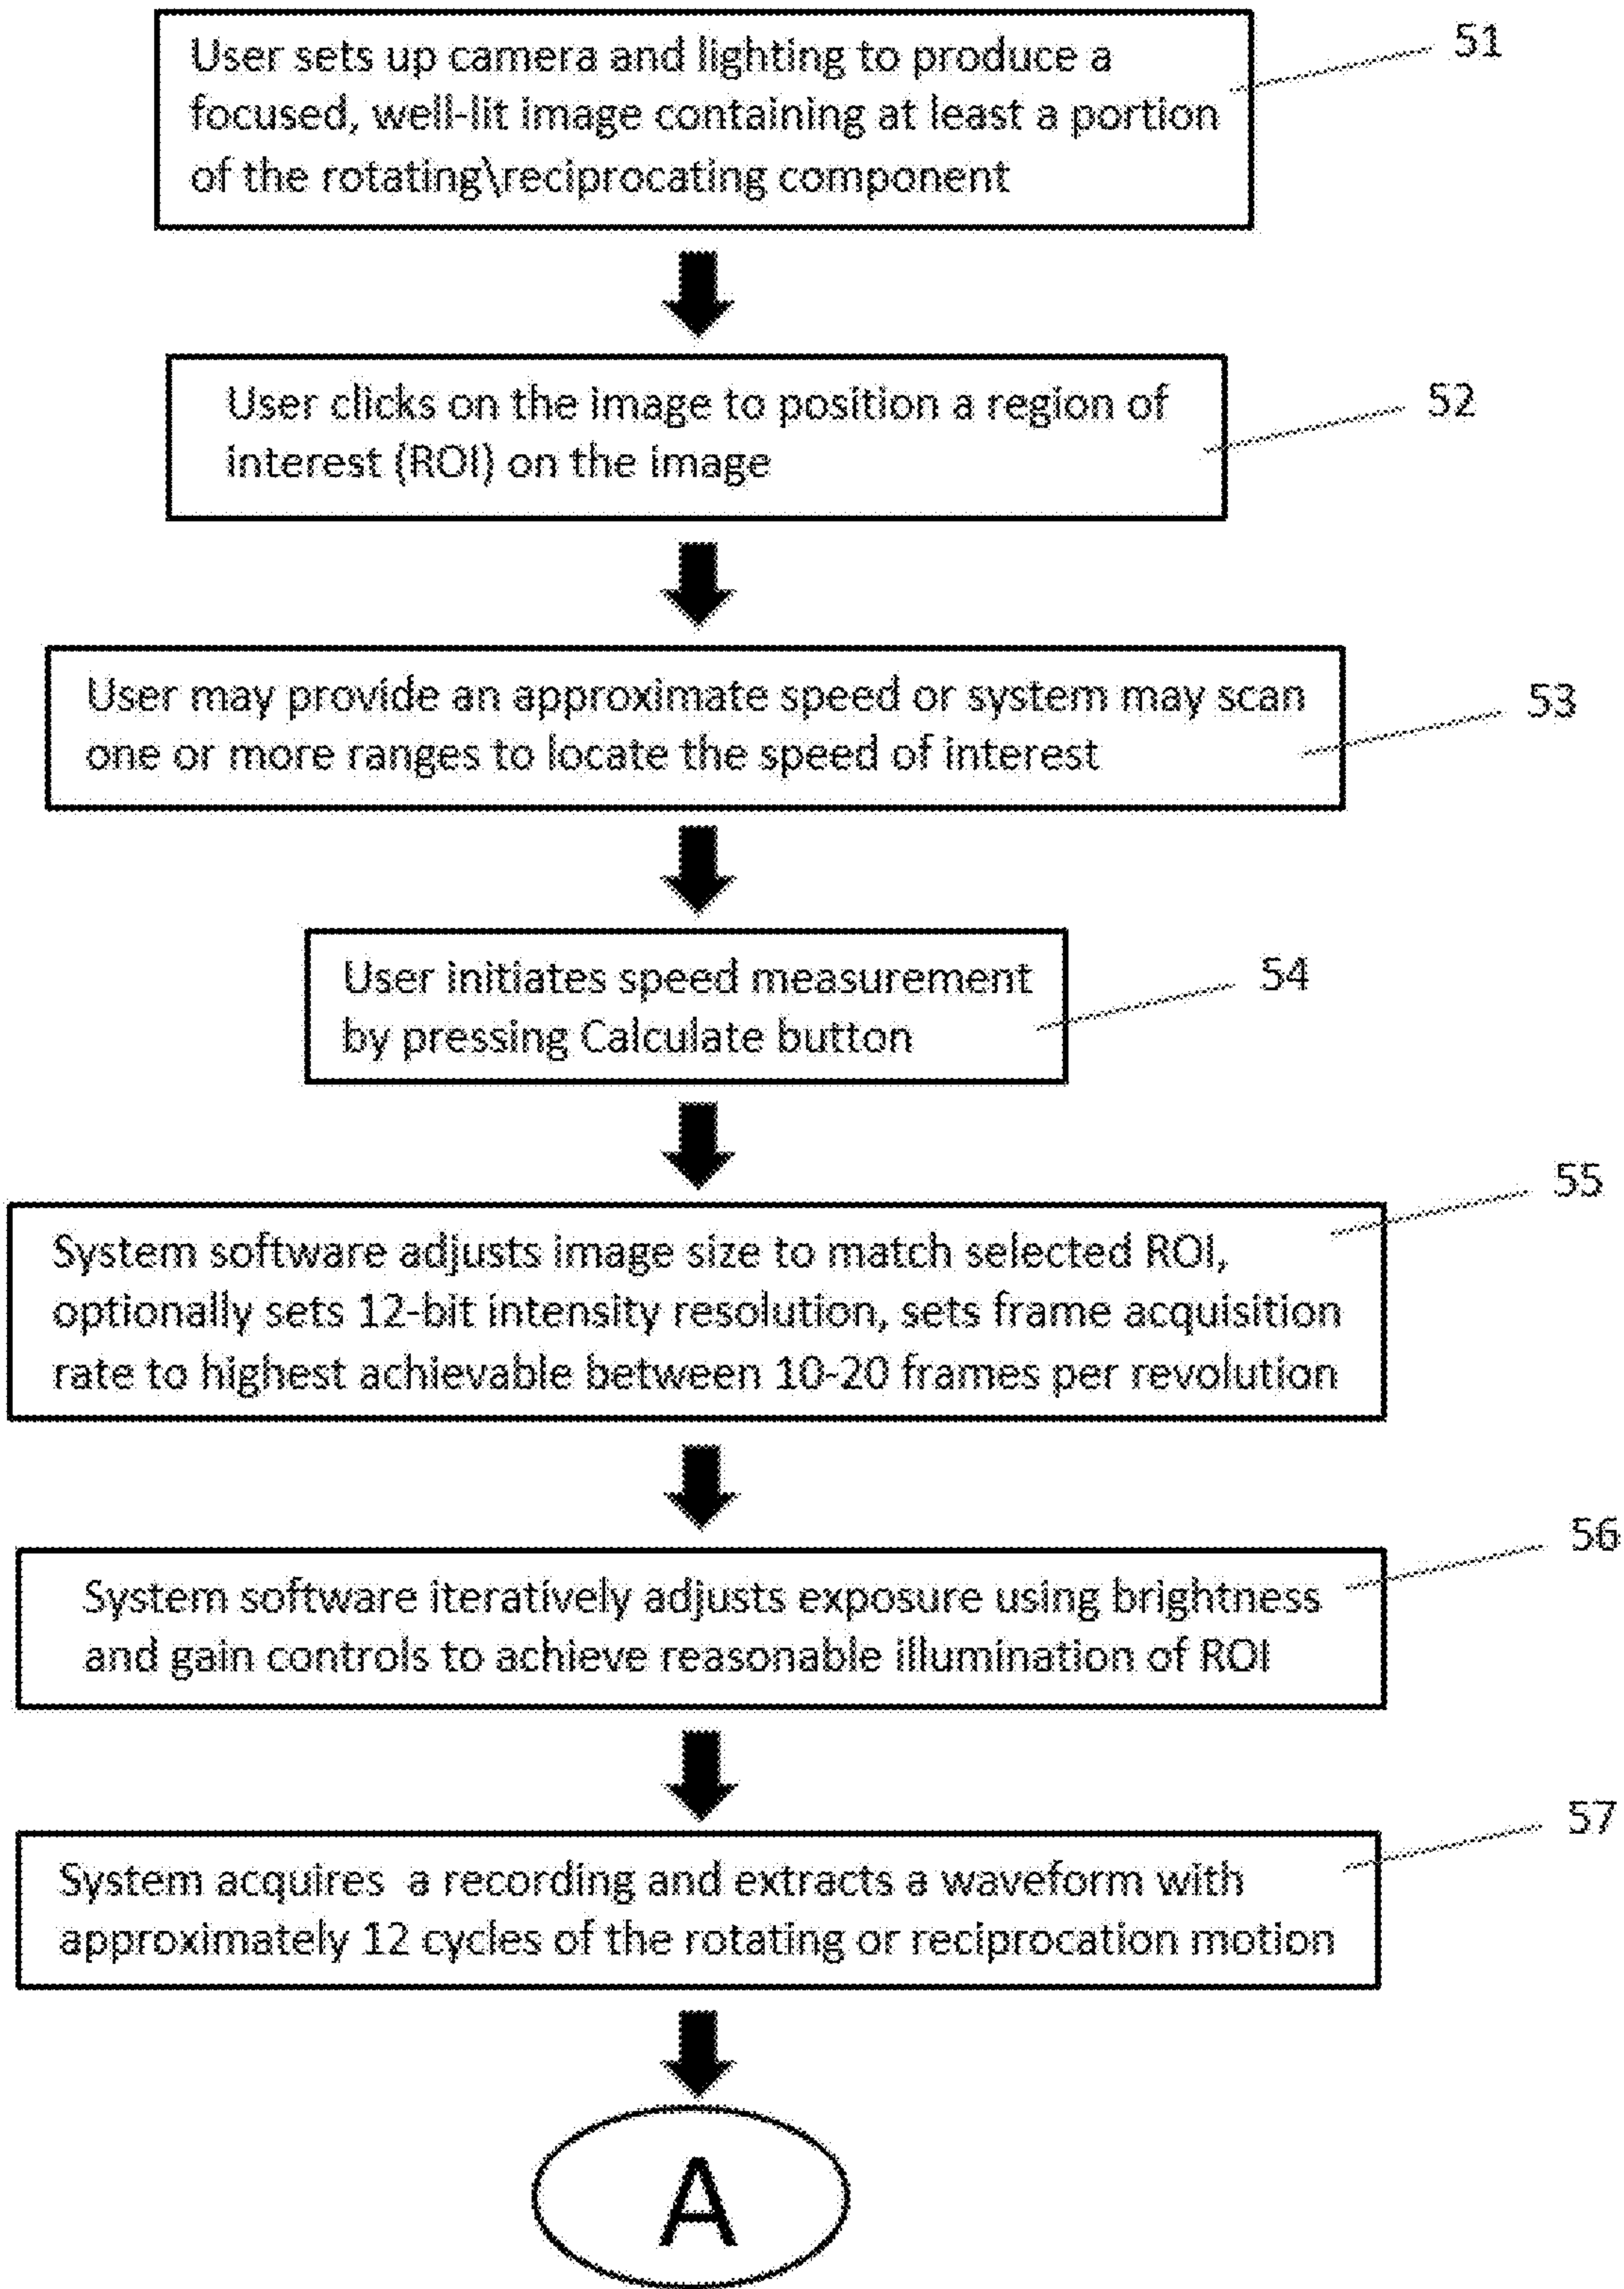 User sets up camera and lighting to produce a
focused, well-lit image containing at least a portion
of the rotating\reciprocating component
51
User clicks on the image to position a region of
interest (ROI) on the image
52
User may provide an approximate speed or system may scan
one or more ranges to locate the speed of interest
53
User initiates speed measurement
by pressing Calculate button
54
System software adjusts image size to match selected ROI,
optionally sets 12-bit intensity resolution, sets frame acquisition
rate to highest achievable between 10-20 frames per revolution
55
System software iteratively adjusts exposure using brightness
and gain controls to achieve reasonable illumination of ROI
56
System acquires a recording and extracts a waveform with
approximately 12 cycles of the rotating or reciprocation motion
57
A